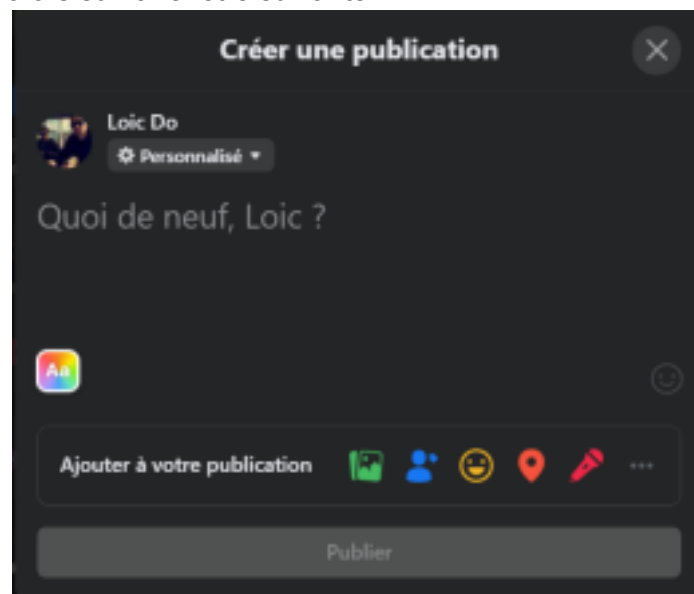 Créer une publication
Loic Do
Personnalisé
Quoi de neuf, Loic ?
Aa
Ajouter à votre publication
Publier